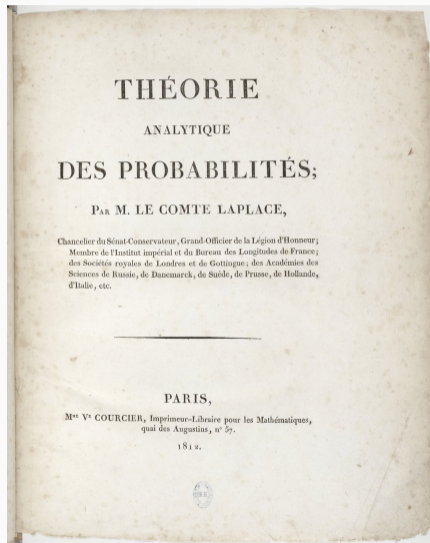 THÉORIE
ANALYTIQUE
DES PROBABILITÉS;
PAR M. LE COMTE LAPLACE,
Chancelier du Sénat-Conservateur, Grand-Officier de la Légion d'Honneur;
Membre de l'Institut impérial et du Bureau des Longitudes de France;
des Sociétés royales de Londres et de Gottingue; des Académies des
Sciences de Russie, de Danemarck, de Suède, de Prusse, de Hollande,
d'Italie, etc.
PARIS,
Mme Ve COURCIER, Imprimeur-Libraire pour les Mathématiques,
quai des Augustins, n° 57.
1812.